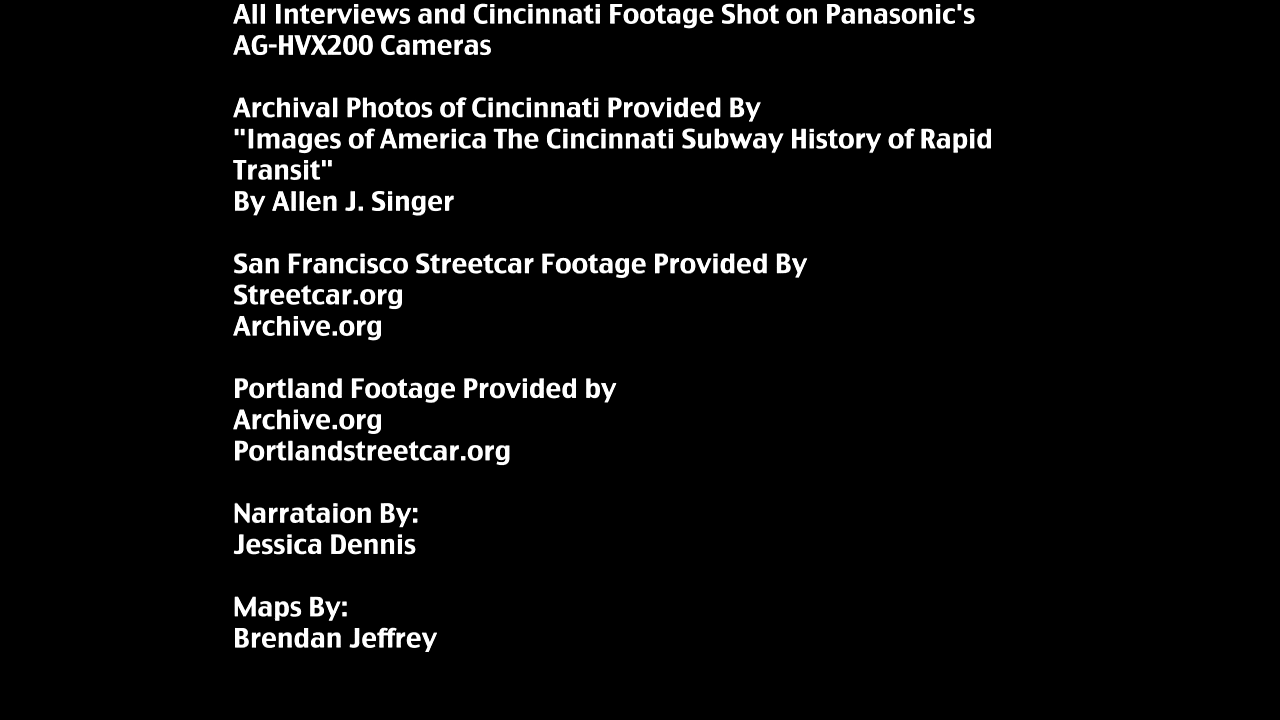 All Interviews and Cincinnati Footage Shot on Panasonic's
AG-HVX200 Cameras
Archival Photos of Cincinnati Provided By
"Images of America The Cincinnati Subway History of Rapid
Transit"
By Allen J. Singer
San Francisco Streetcar Footage Provided By
Streetcar.org
Archive.org
Portland Footage Provided by
Archive.org
Portlandstreetcar.org
Narrataion By:
Jessica Dennis
Maps By:
Brendan Jeffrey